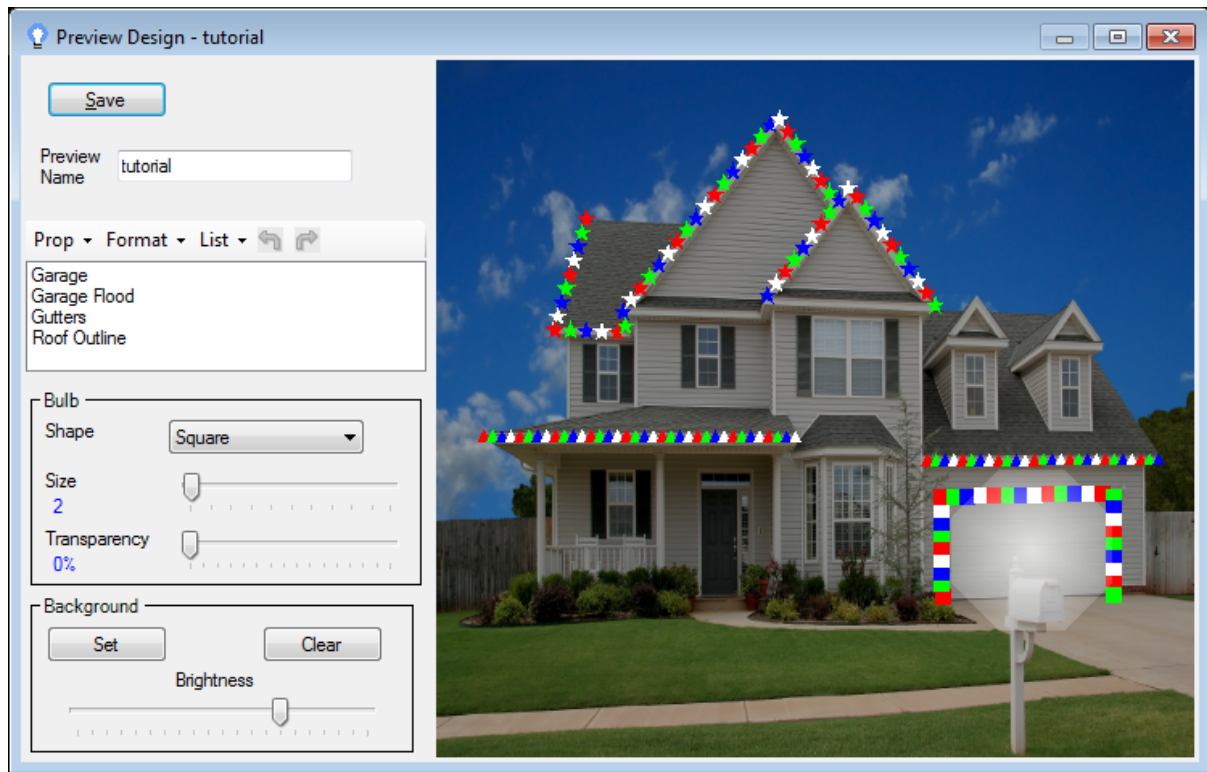 Preview Design - tutorial
Save
Preview
Name
tutorial
Prop Format List
Garage
Garage Flood
Gutters
Roof Outline
Bulb
Shape
Square
Size
2
Transparency
0%
Background
Set
Clear
Brightness